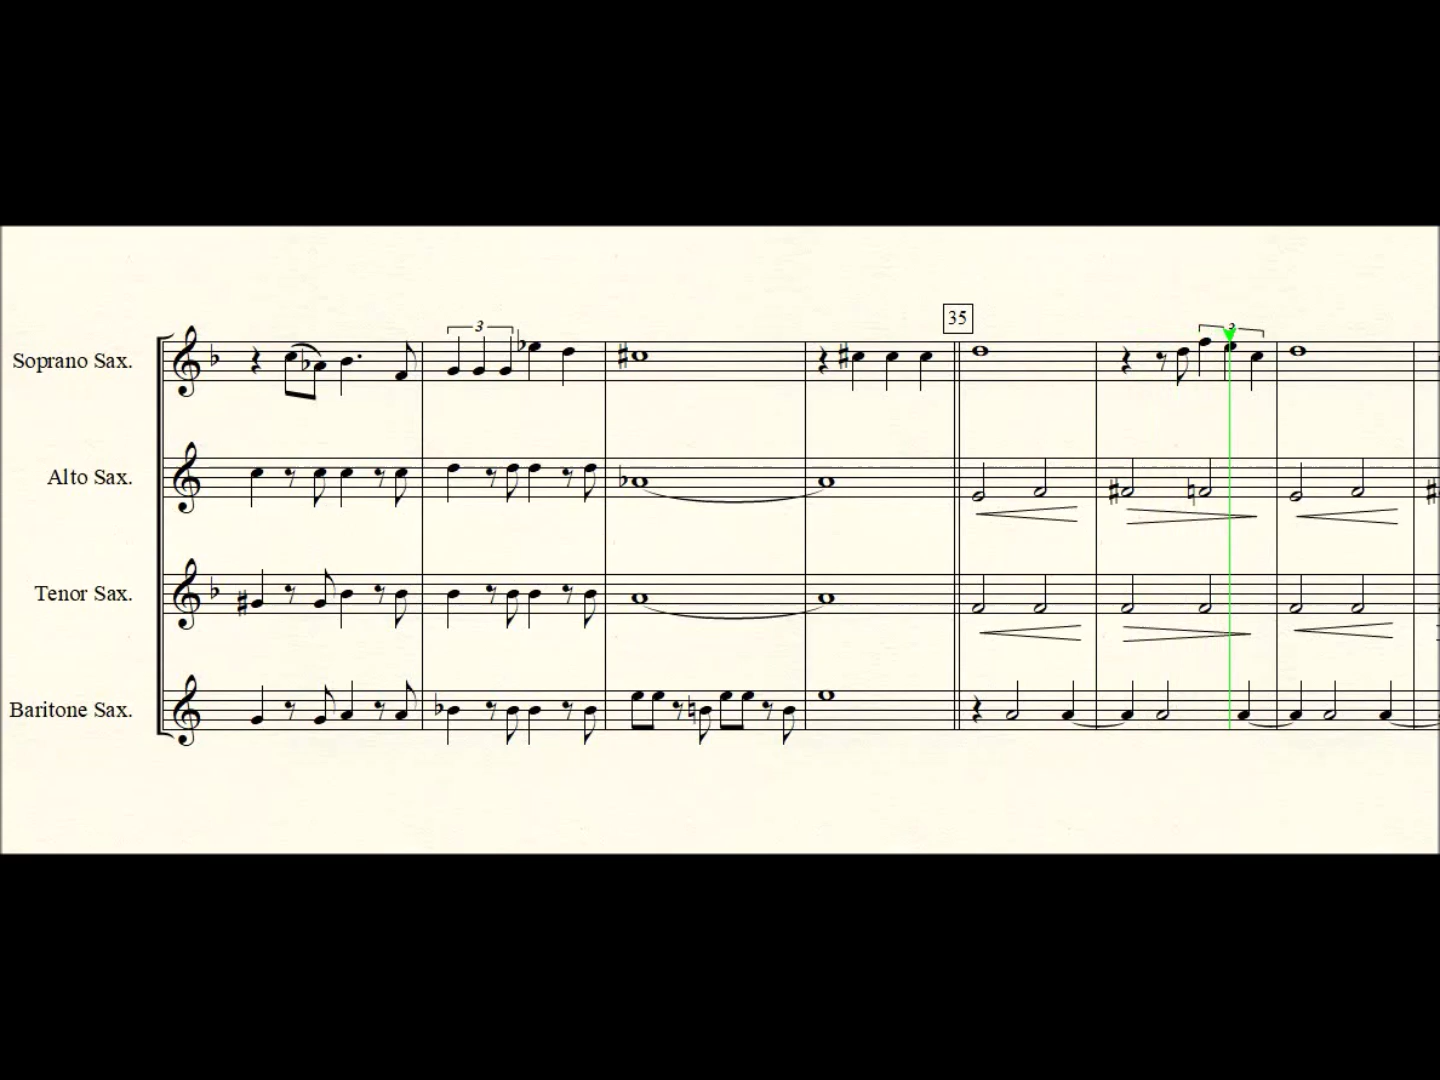 3
35
3
Soprano Sax.
Alto Sax.
Tenor Sax.
Baritone Sax.